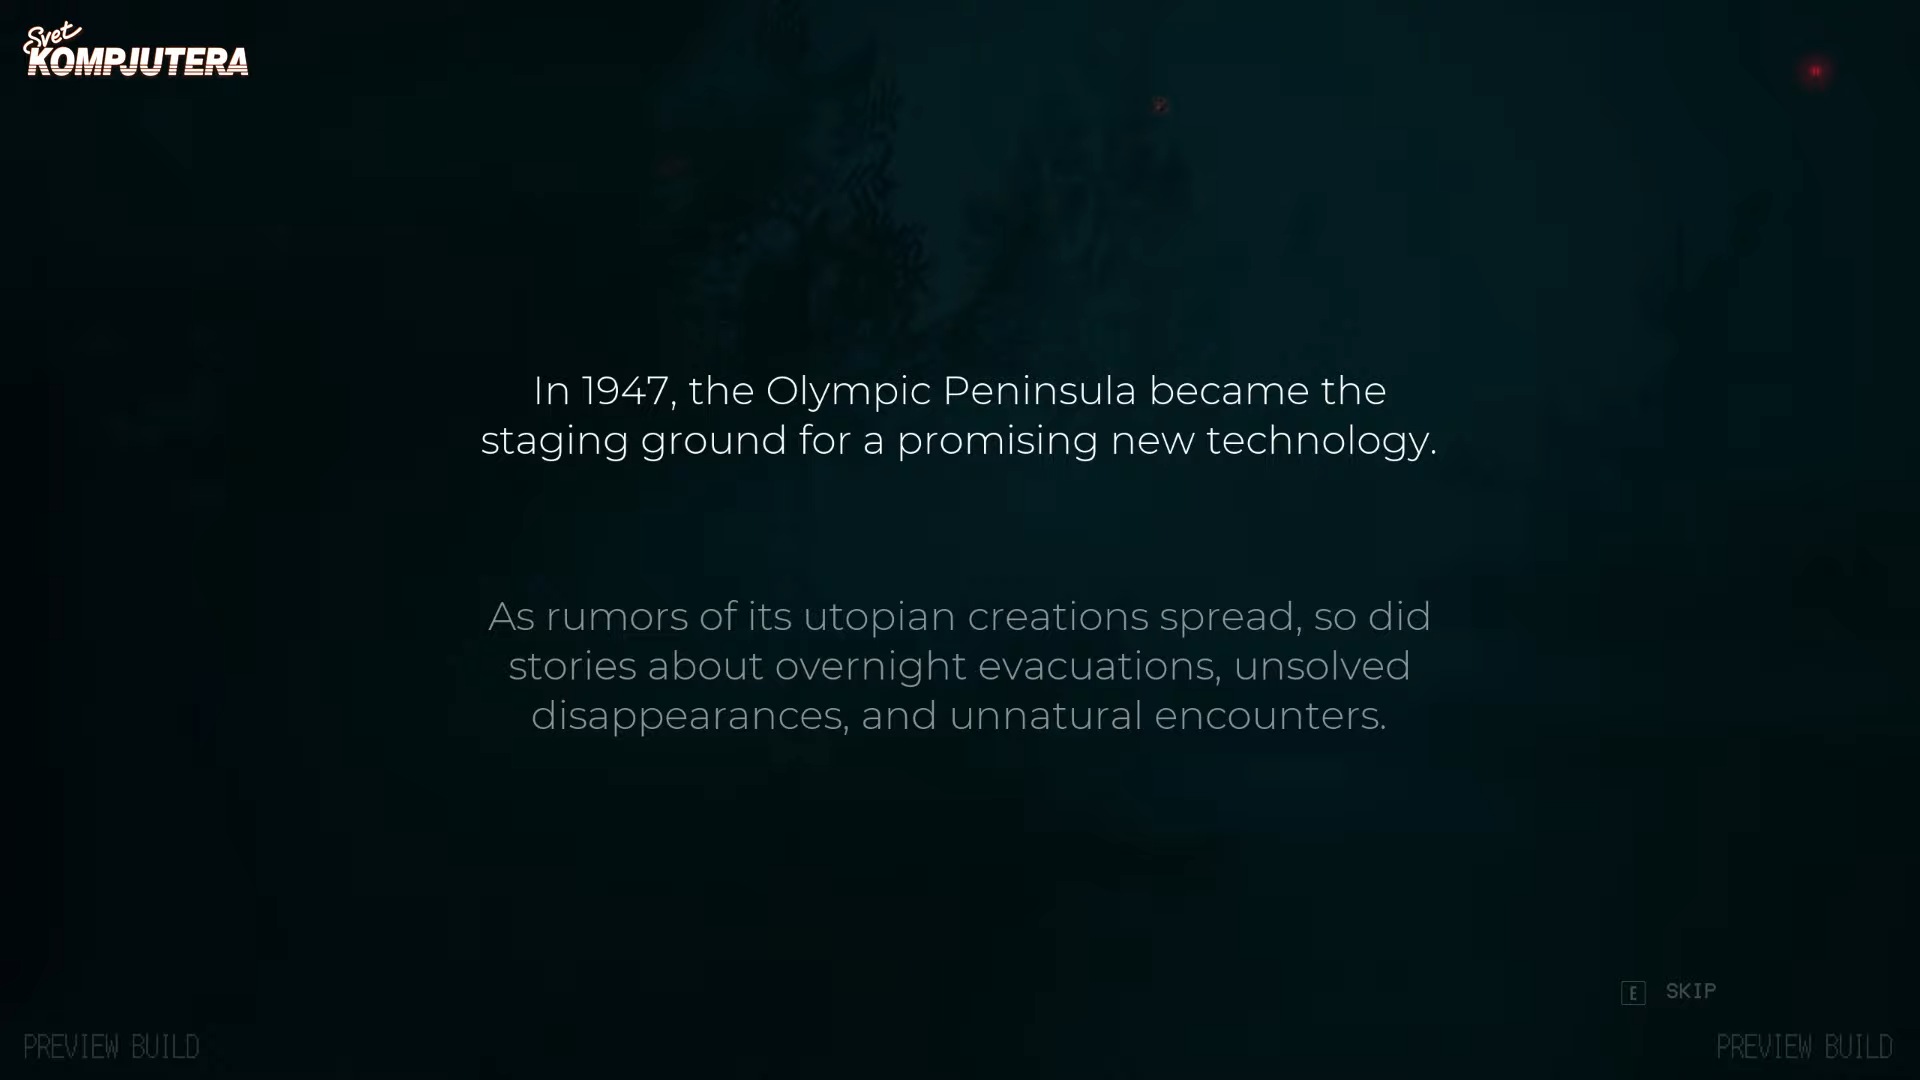 Svet
KOMPJUTERA
In 1947, the Olympic Peninsula became the
staging ground for a promising new technology.
As rumors of its utopian creations spread, so did
stories about overnight evacuations, unsolved
disappearances, and unnatural encounters.
E SKIP
PREVIEW BUILD
PREVIEW BUILD